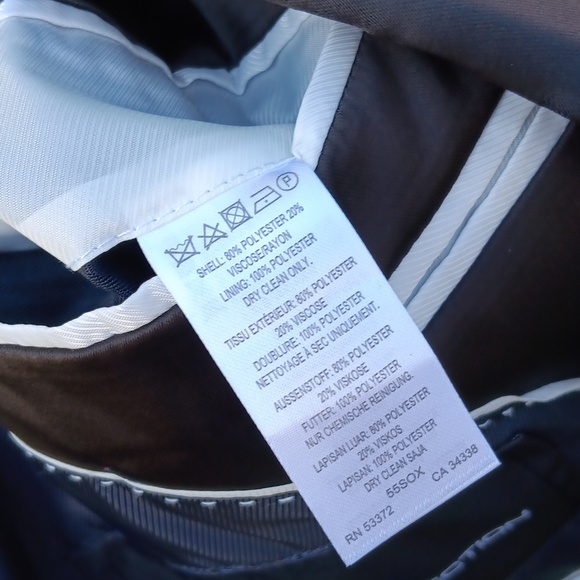 P
SHELL: 80% POLYESTER 20%
VISCOSE/RAYON
LINING: 100% POLYESTER
DRY CLEAN ONLY.
TISSU EXTÉRIEUR: 80% POLYESTER
20% VISCOSE
DOUBLURE: 100% POLYESTER
NETTOYAGE À SEC UNIQUEMENT.
AUSSENSTOFF: 80% POLYESTER
20% VISKOSE
FUTTER: 100% POLYESTER
NUR CHEMISCHE REINIGUNG.
LAPISAN LUAR: 80% POLYESTER
20% VISKOS
LAPISAN: 100% POLYESTER
DRY CLEAN SAJA
RN 53372 55SOX CA 34338